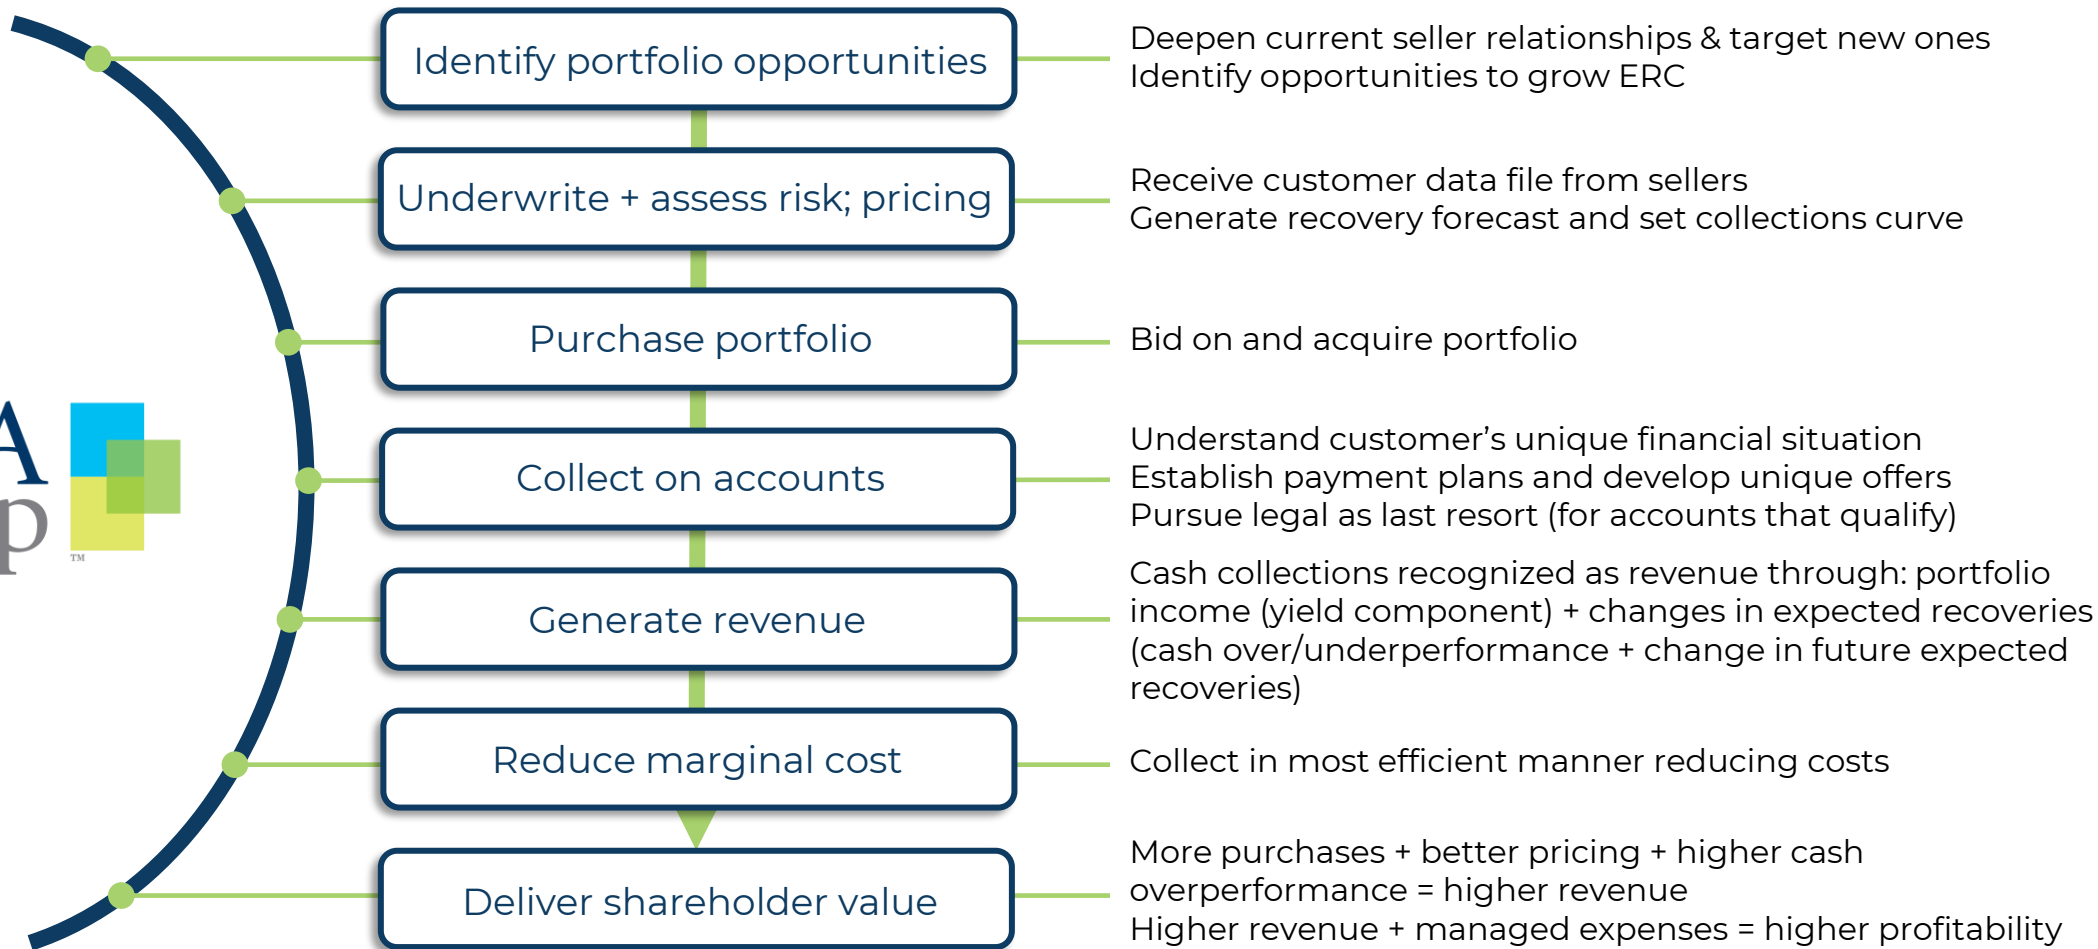 Identify portfolio opportunities
Deepen current seller relationships & target new ones
Identify opportunities to grow ERC
Underwrite + assess risk; pricing
Receive customer data file from sellers
Generate recovery forecast and set collections curve
Purchase portfolio
Bid on and acquire portfolio
A
p
TM
Collect on accounts
Understand customer’s unique financial situation
Establish payment plans and develop unique offers
Pursue legal as last resort (for accounts that qualify)
Generate revenue
Cash collections recognized as revenue through: portfolio
income (yield component) + changes in expected recoveries
(cash over/underperformance + change in future expected
recoveries)
Reduce marginal cost
Collect in most efficient manner reducing costs
Deliver shareholder value
More purchases + better pricing + higher cash
overperformance = higher revenue
Higher revenue + managed expenses = higher profitability